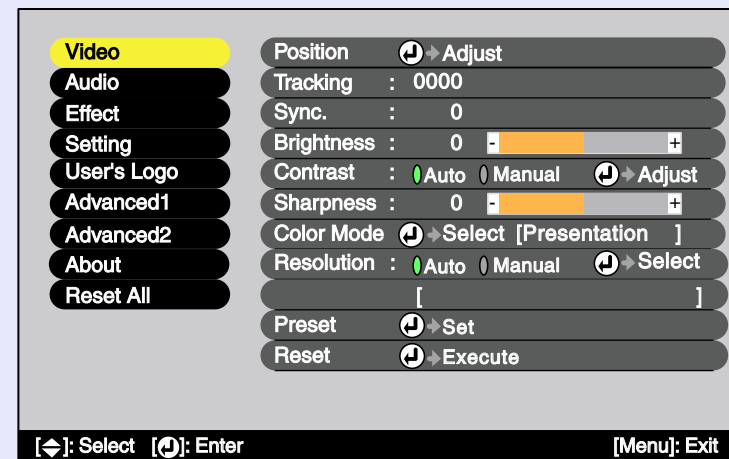 Video
Audio
Effect
Setting
User's Logo
Advanced1
Advanced2
About
Reset All
Position Adjust
Tracking : 0000
Sync. : 0
Brightness : 0 - +
Contrast : Auto Manual Adjust
Sharpness : 0 - +
Color Mode Select [Presentation ]
Resolution : Auto Manual Select
[ ]
Preset Set
Reset Execute
[ ]: Select [ ]: Enter [Menu]: Exit